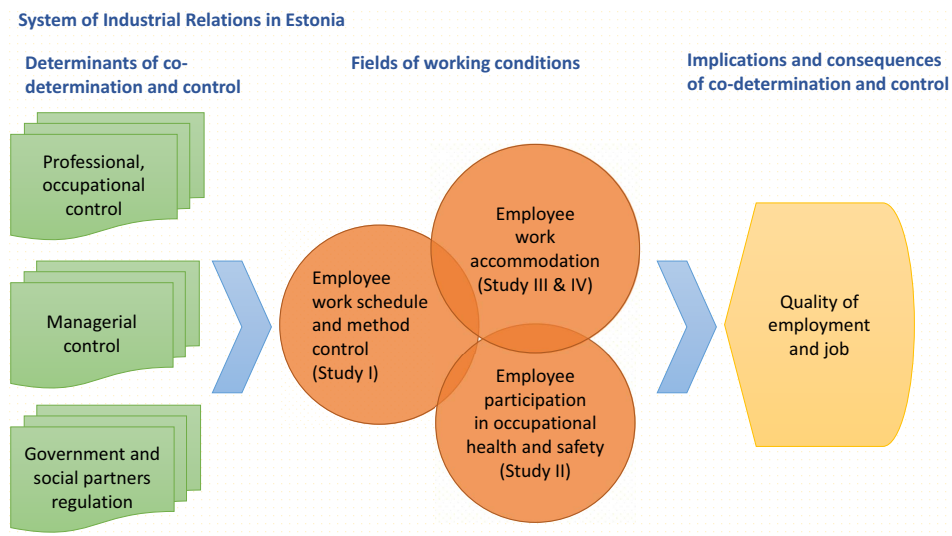 System of Industrial Relations in Estonia
Determinants of co-
determination and control
Fields of working conditions
Implications and consequences
of co-determination and control
Professional,
occupational
control
Managerial
control
Government and
social partners
regulation
Employee
work schedule
and method
control
(Study I)
Employee
work
accommodation
(Study III & IV)
Employee
participation
in occupational
health and safety
(Study II)
Quality of
employment
and job